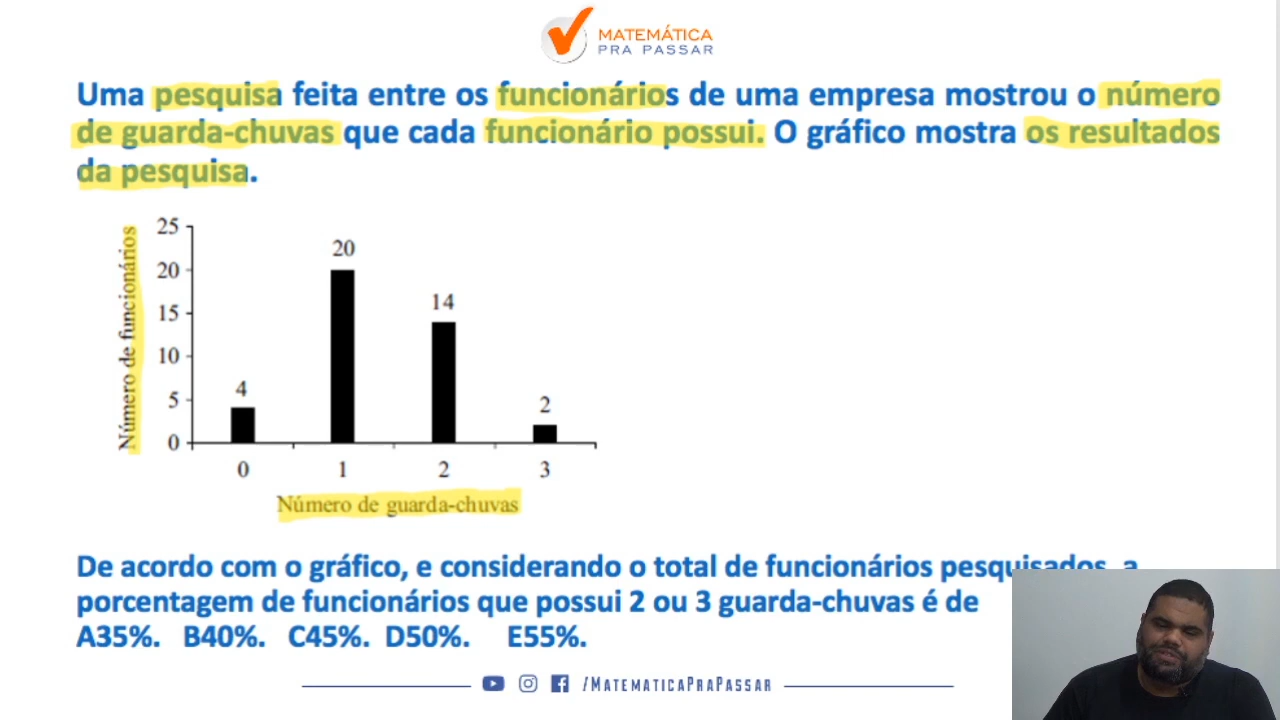 MATEMÁTICA
PRA PASSAR
Uma pesquisa feita entre os funcionários de uma empresa mostrou o número
de guarda-chuvas que cada funcionário possui. O gráfico mostra os resultados
da pesquisa.
Número de funcionários
25
20
15
10
5
0
4
20
14
2
0 1 2 3
Número de guarda-chuvas
De acordo com o gráfico, e considerando o total de funcionários pesquisados, a
porcentagem de funcionários que possui 2 ou 3 guarda-chuvas é de
A35%. B40%. C45%. D50%. E55%.
/MATEMATICAPRAPASSAR